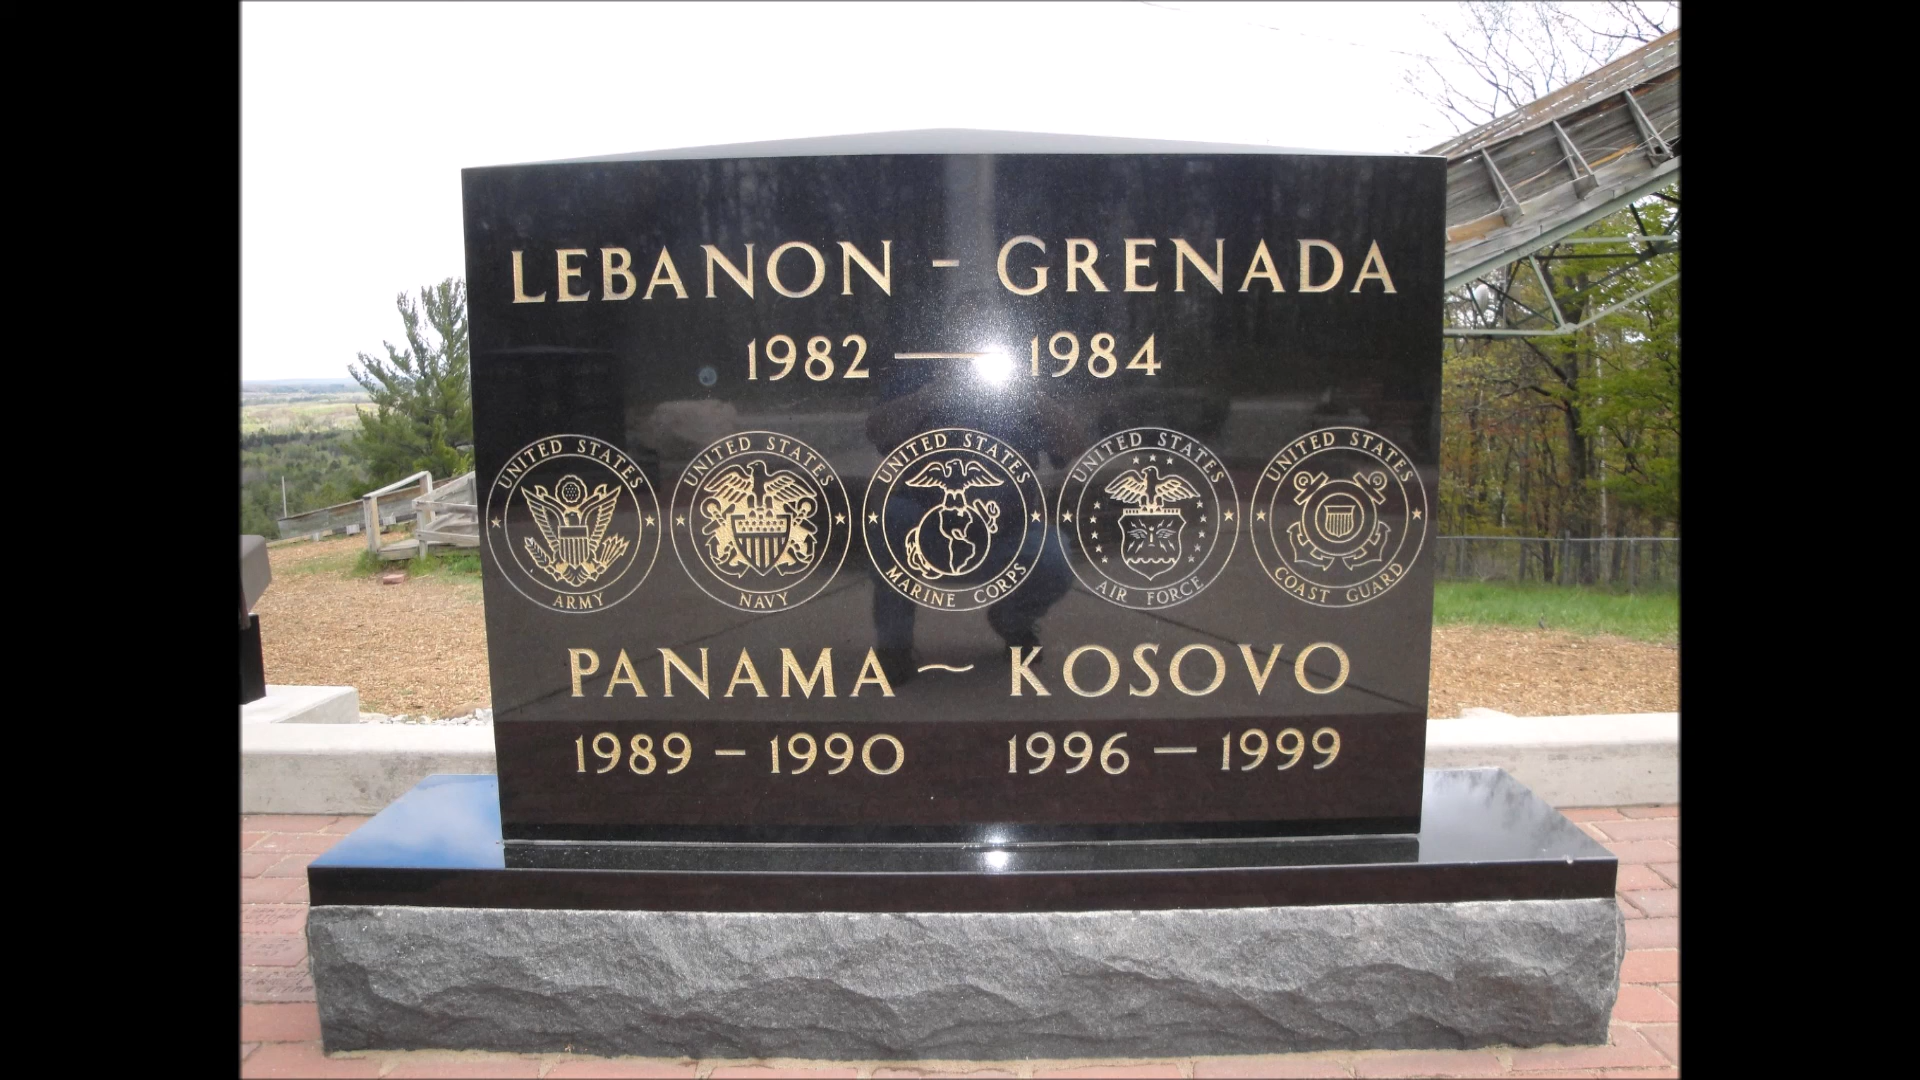 LEBANON - GRENADA
1982 — 1984
UNITED STATES ARMY
UNITED STATES NAVY
UNITED STATES MARINE CORPS
UNITED STATES AIR FORCE
UNITED STATES COAST GUARD
PANAMA ~ KOSOVO
1989 – 1990 1996 – 1999